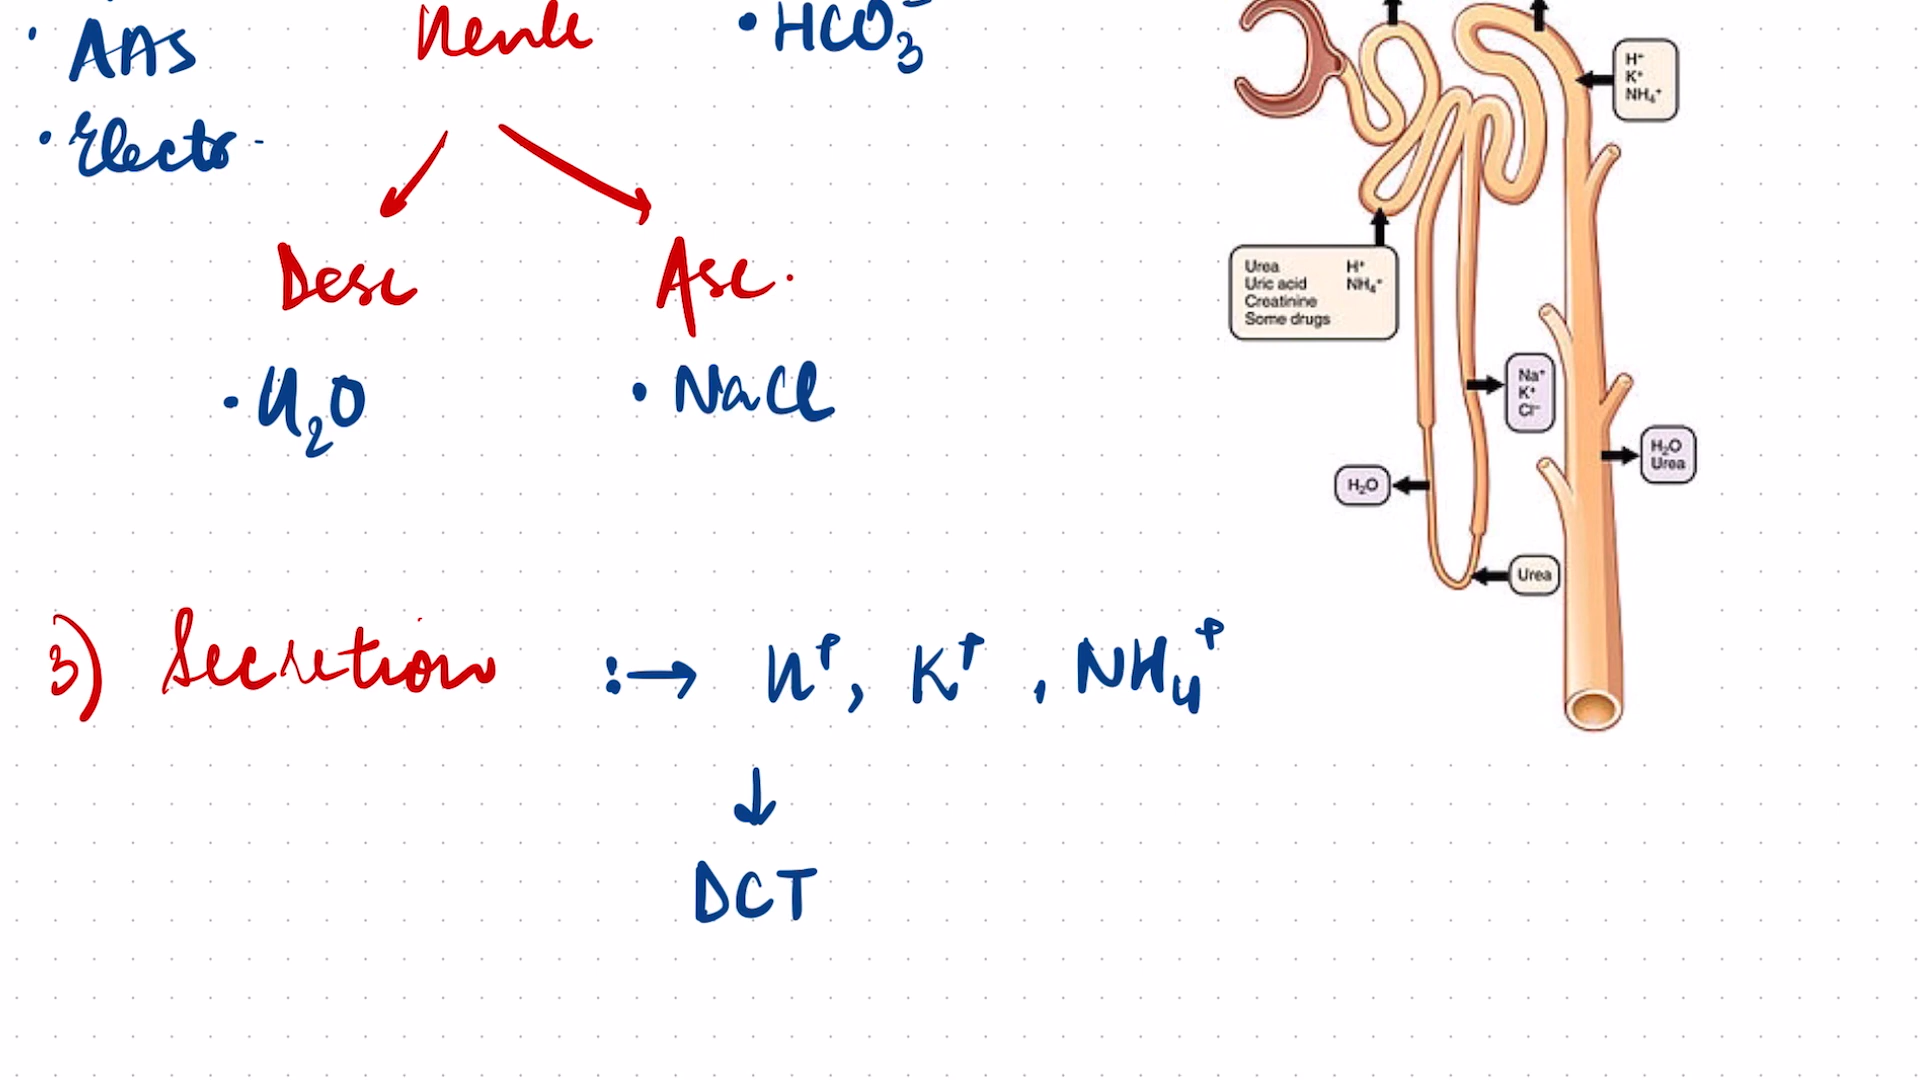 • AAS
Henle
• HCO₃⁻
• Electr
Desc
Asc.
• H₂O
• NaCl
3) Secretion :→ H⁺, K⁺, NH₄⁺
↓
DCT
H⁺
K⁺
NH₄⁺
Urea H⁺
Uric acid NH₄⁺
Creatinine
Some drugs
Na⁺
K⁺
Cl⁻
H₂O
Urea
H₂O
Urea